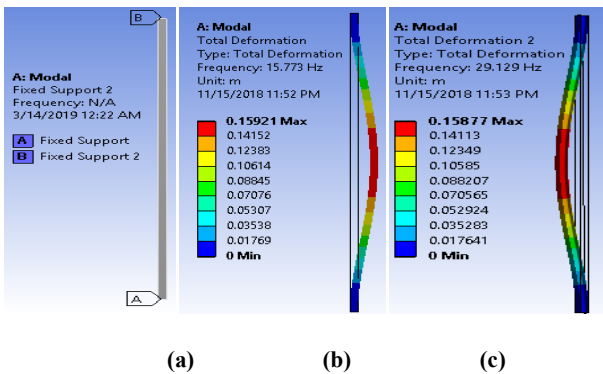 B
A: Modal
Fixed Support 2
Frequency: N/A
3/14/2019 12:22 AM
A Fixed Support
B Fixed Support 2
A
A: Modal
Total Deformation
Type: Total Deformation
Frequency: 15.773 Hz
Unit: m
11/15/2018 11:52 PM
0.15921 Max
0.14152
0.12383
0.10614
0.08845
0.07076
0.05307
0.03538
0.01769
0 Min
A: Modal
Total Deformation 2
Type: Total Deformation
Frequency: 29.129 Hz
Unit: m
11/15/2018 11:53 PM
0.15877 Max
0.14113
0.12349
0.10585
0.088207
0.070565
0.052924
0.035283
0.017641
0 Min
(a) (b) (c)